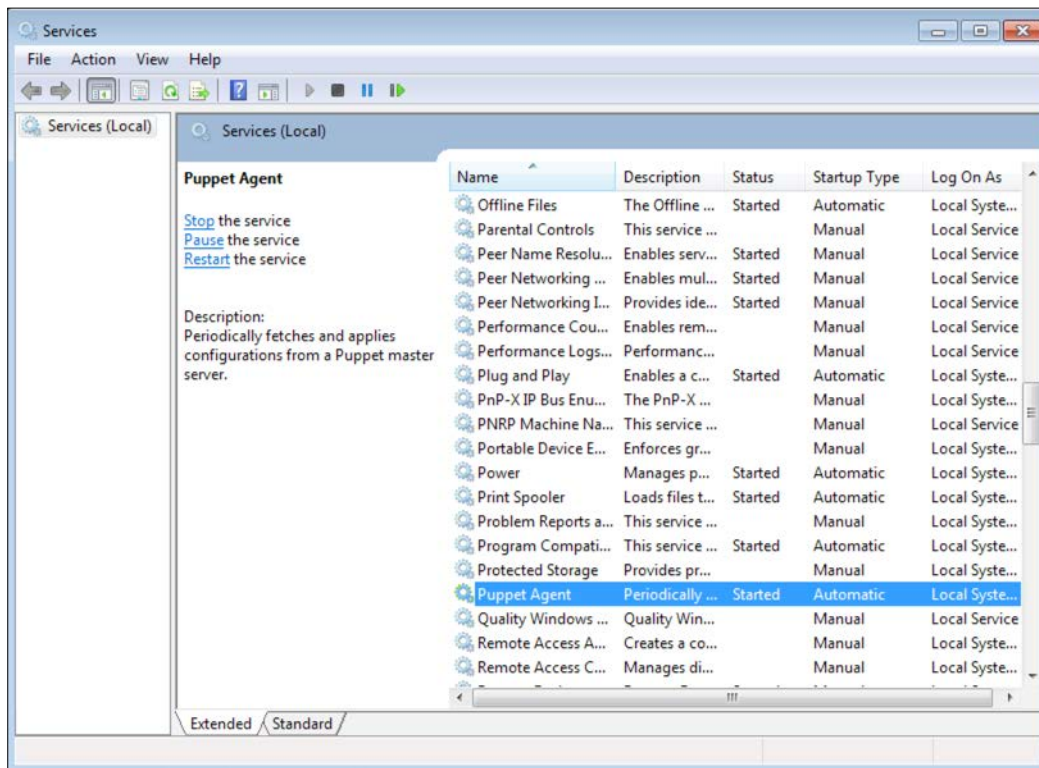 Services
File Action View Help
Services (Local)
Services (Local)
Puppet Agent
Stop the service
Pause the service
Restart the service
Description:
Periodically fetches and applies
configurations from a Puppet master
server.
Name Description Status Startup Type Log On As
Offline Files The Offline ... Started Automatic Local Syste...
Parental Controls This service ... Manual Local Service
Peer Name Resolu... Enables serv... Started Manual Local Service
Peer Networking ... Enables mul... Started Manual Local Service
Peer Networking I... Provides ide... Started Manual Local Service
Performance Cou... Enables rem... Manual Local Service
Performance Logs... Performanc... Manual Local Service
Plug and Play Enables a c... Started Automatic Local Syste...
PnP-X IP Bus Enu... The PnP-X ... Manual Local Syste...
PNRP Machine Na... This service ... Manual Local Service
Portable Device E... Enforces gr... Manual Local Syste...
Power Manages p... Started Automatic Local Syste...
Print Spooler Loads files t... Started Automatic Local Syste...
Problem Reports a... This service ... Manual Local Syste...
Program Compati... This service ... Started Automatic Local Syste...
Protected Storage Provides pr... Manual Local Syste...
Puppet Agent Periodically ... Started Automatic Local Syste...
Quality Windows ... Quality Win... Manual Local Service
Remote Access A... Creates a co... Manual Local Syste...
Remote Access C... Manages di... Manual Local Syste...
Extended Standard